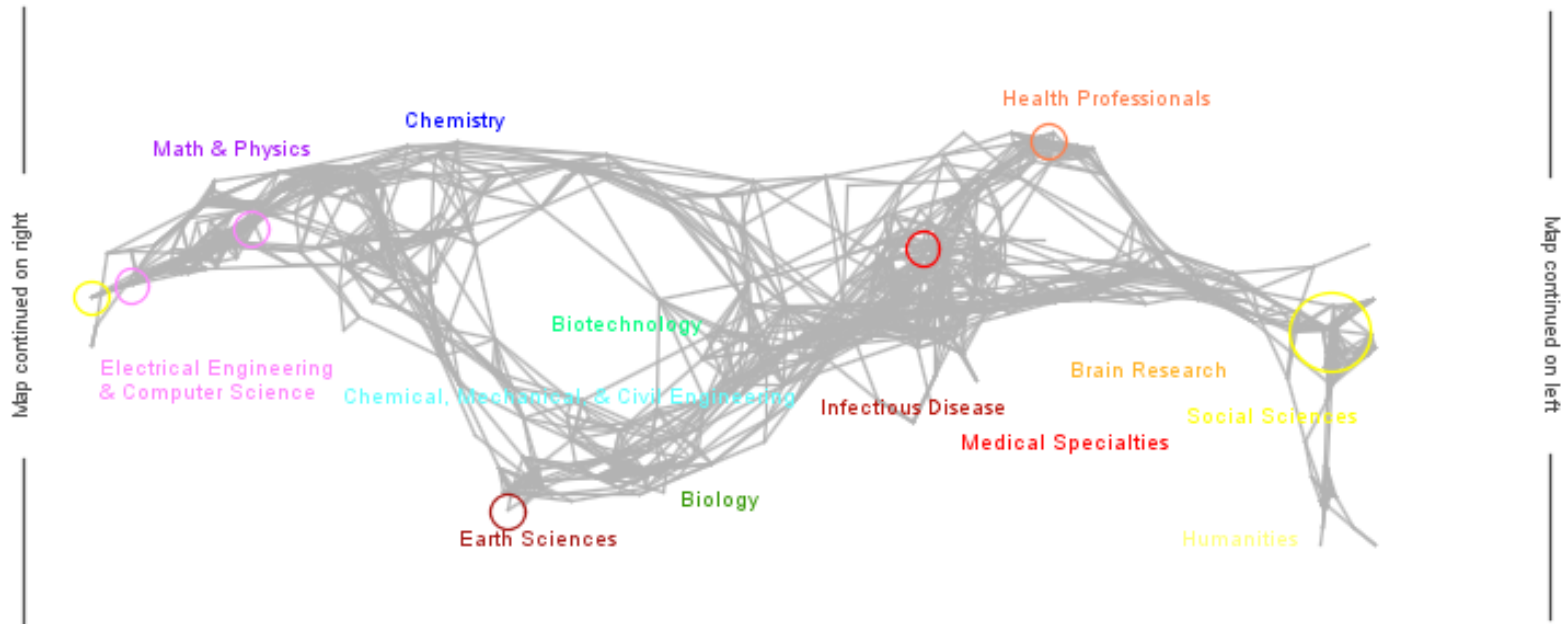 Map continued on right
Health Professionals
Chemistry
Math & Physics
Biotechnology
Electrical Engineering
& Computer Science
Chemical, Mechanical, & Civil Engineering
Brain Research
Infectious Disease
Social Sciences
Medical Specialties
Biology
Earth Sciences
Humanities
Map continued on left